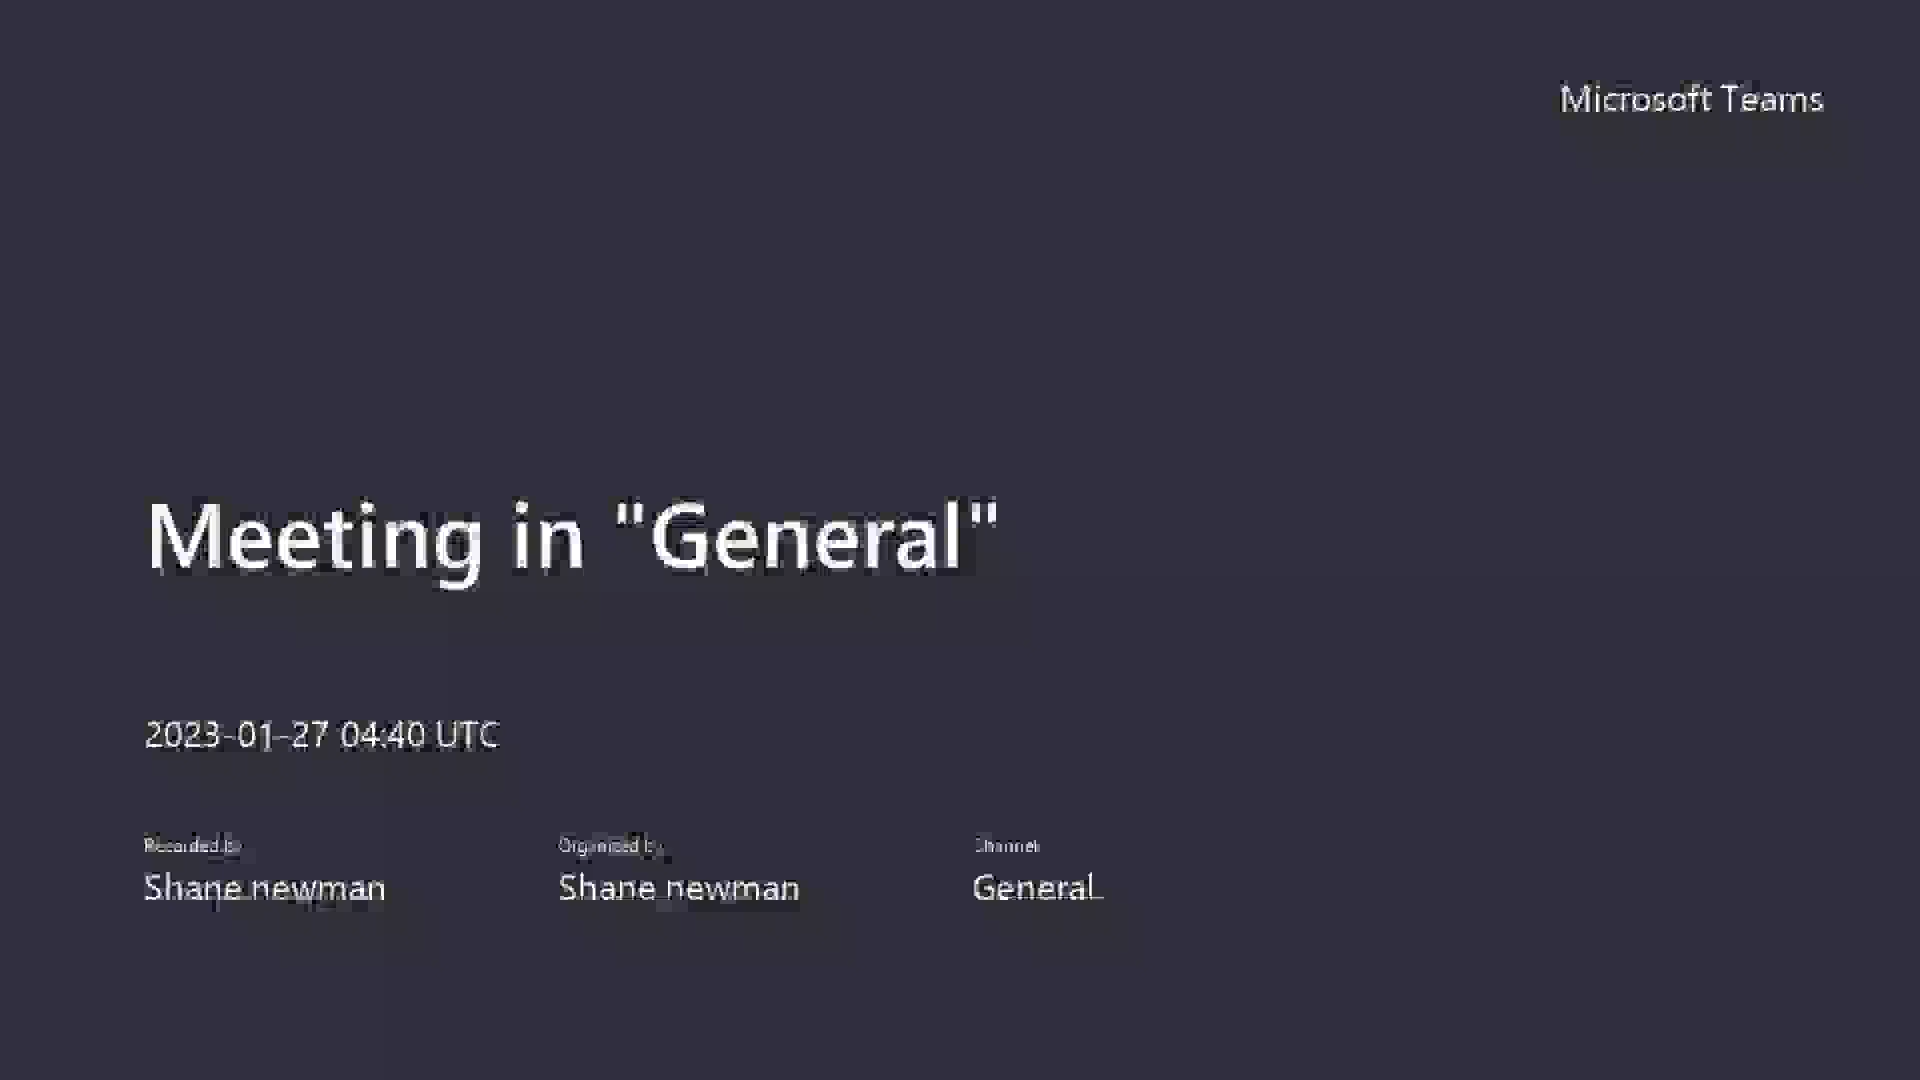 Microsoft Teams
Meeting in "General"
2023-01-27 04:40 UTC
Recorded by Organized by Channel
Shane newman Shane newman General